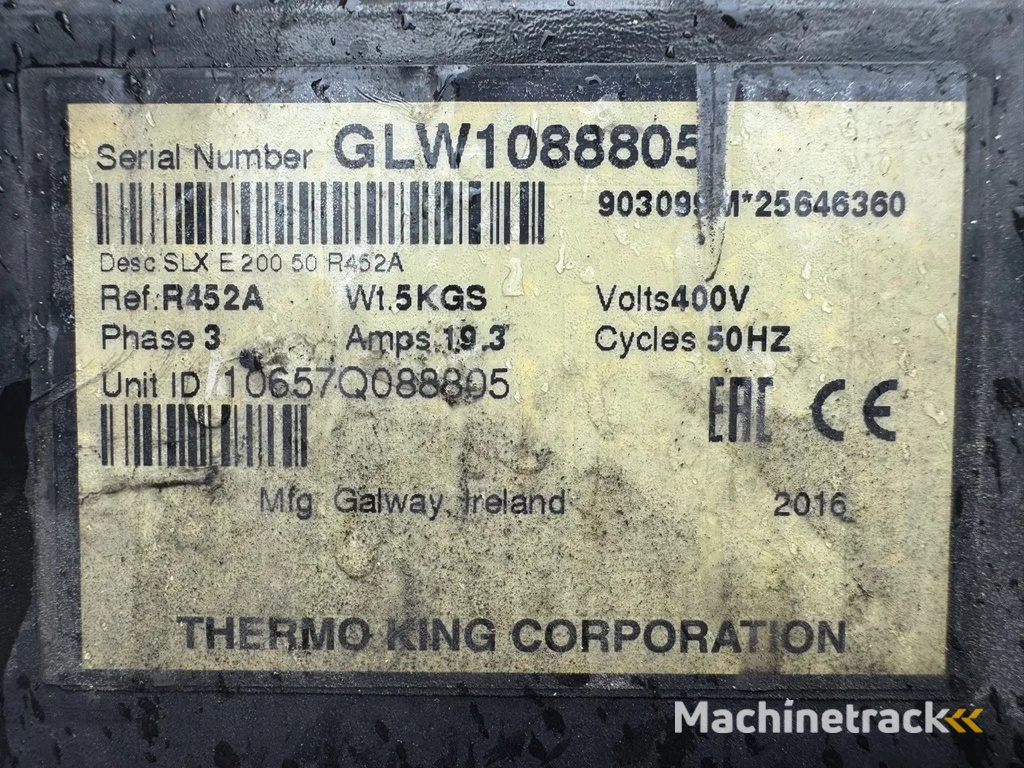 Serial Number GLW1088805
903099M*25646360
Desc SLX E 200 50 R452A
Ref:R452A Wt.5KGS Volts400V
Phase 3 Amps 19.3 Cycles 50HZ
Unit ID 10657Q088805
EAC CE
Mfg Galway, Ireland 2016
THERMO KING CORPORATION
Machinetrack